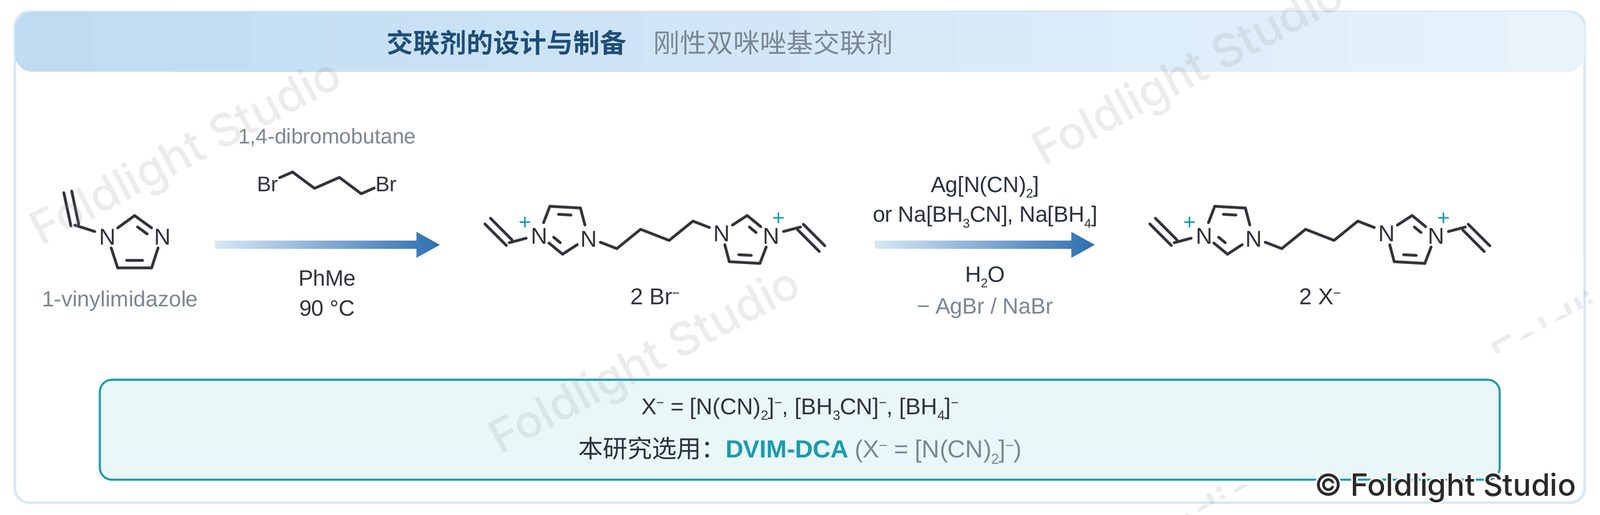 交联剂的设计与制备 刚性双咪唑基交联剂
1,4-dibromobutane
Br Br
N N
1-vinylimidazole
PhMe
90 °C
+ N N N N +
2 Br⁻
Ag[N(CN)₂]
or Na[BH₃CN], Na[BH₄]
H₂O
− AgBr / NaBr
+ N N N N +
2 X⁻
X⁻ = [N(CN)₂]⁻, [BH₃CN]⁻, [BH₄]⁻
本研究选用：DVIM-DCA (X⁻ = [N(CN)₂]⁻)
Foldlight Studio
Foldlight Studio
Foldlight Studio
© Foldlight Studio